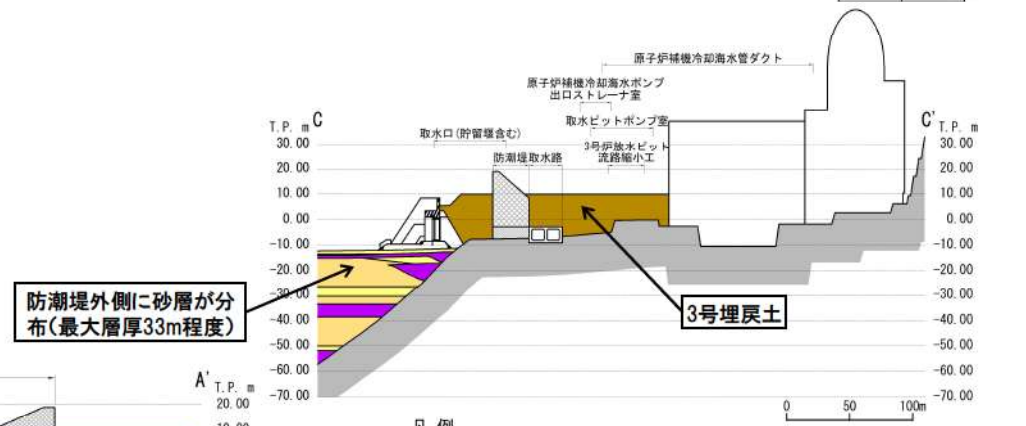 原子炉補機冷却海水管ダクト
原子炉補機冷却海水ポンプ
出口ストレーナ室
取水ピットポンプ室
3号炉放水ピット
流路縮小工
取水口(貯留堰含む)
防潮堤
取水路
T.P. m
C
30.00
20.00
10.00
0.00
-10.00
-20.00
-30.00
-40.00
-50.00
-60.00
-70.00
C'
T.P. m
30.00
20.00
10.00
0.00
-10.00
-20.00
-30.00
-40.00
-50.00
-60.00
-70.00
防潮堤外側に砂層が分
布(最大層厚33m程度)
3号埋戻土
0 50 100m
A'
T.P. m
20.00